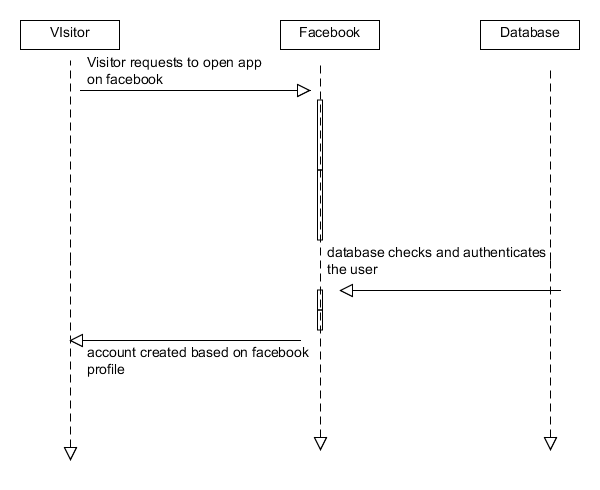 VIsitor
Facebook
Database
Visitor requests to open app
on facebook
database checks and authenticates
the user
account created based on facebook
profile